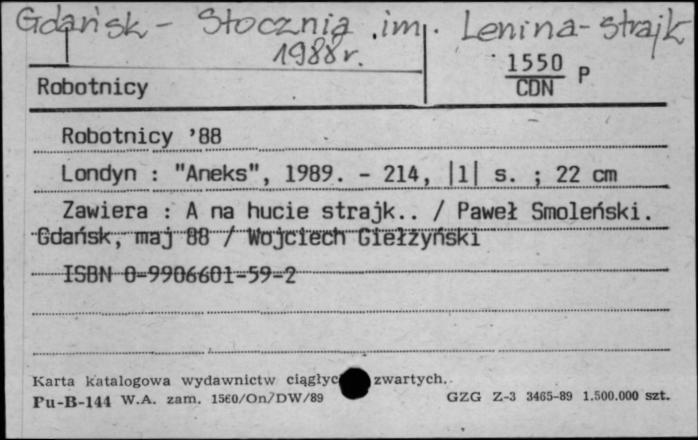 Gdańsk - Stocznia im. Lenina - strajk
1988 r.
Robotnicy
1550 P
CDN
Robotnicy '88
Londyn : "Aneks", 1989. - 214, |1| s. ; 22 cm
Zawiera : A na hucie strajk.. / Paweł Smoleński.
Gdańsk, maj 88 / Wojciech Giełżyński
ISBN 0-9906601-59-2
Karta katalogowa wydawnictw zwartych.
Pu-B-144 W.A. zam. 1560/On/DW/89 GZG Z-3 3465-89 1.500.000 szt.